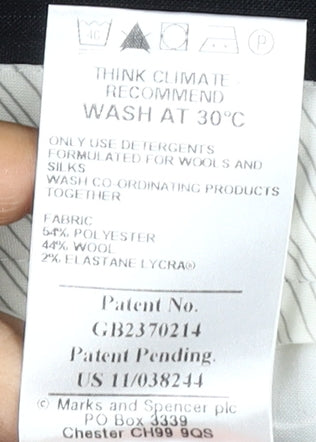 40
P
THINK CLIMATE -
RECOMMEND
WASH AT 30°C
ONLY USE DETERGENTS
FORMULATED FOR WOOLS AND
SILKS
WASH CO-ORDINATING PRODUCTS
TOGETHER
FABRIC
54% POLYESTER
44% WOOL
2% ELASTANE LYCRA®
Patent No.
GB2370214
Patent Pending.
US 11/038244
© Marks and Spencer plc
PO Box 3339
Chester CH99 9QS